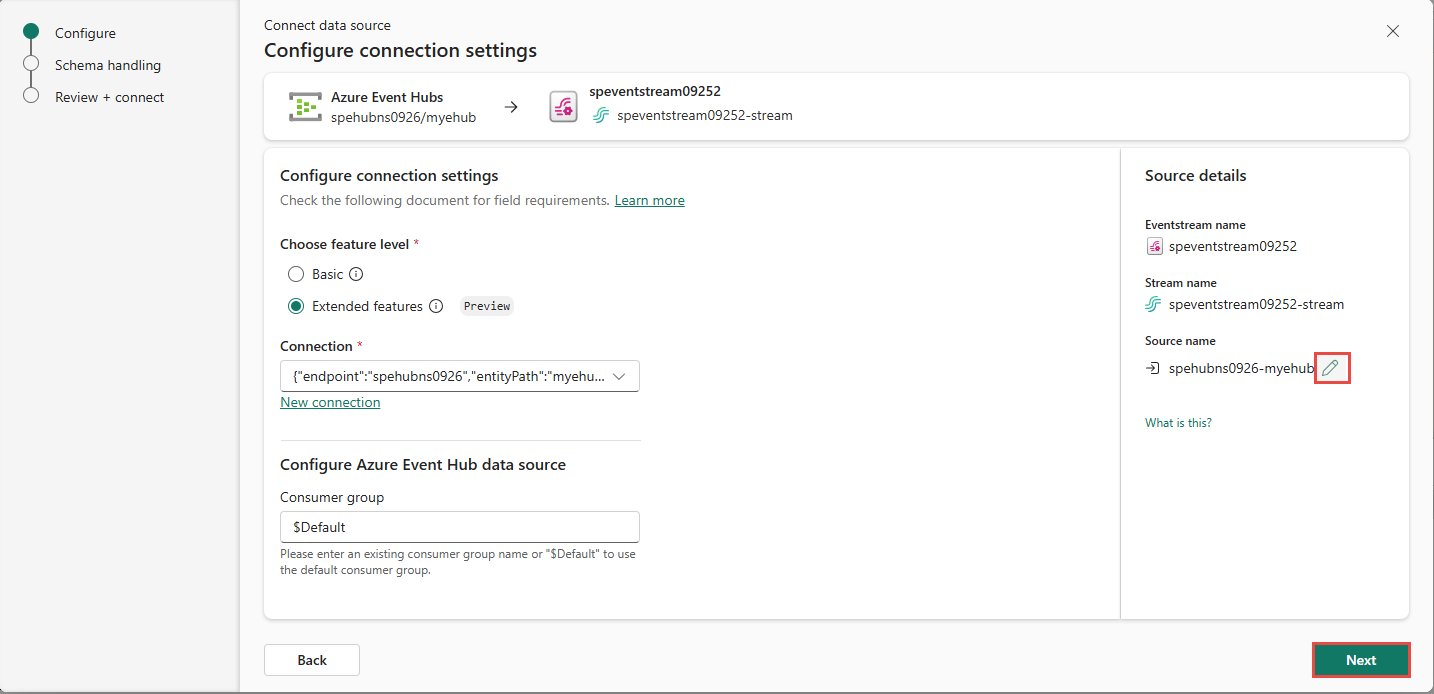 Configure
Schema handling
Review + connect
Connect data source
Configure connection settings
Azure Event Hubs
spehubns0926/myehub
speventstream09252
speventstream09252-stream
Configure connection settings
Check the following document for field requirements. Learn more
Choose feature level *
Basic
Extended features Preview
Connection *
{"endpoint":"spehubns0926","entityPath":"myehu...
New connection
Configure Azure Event Hub data source
Consumer group
$Default
Please enter an existing consumer group name or "$Default" to use
the default consumer group.
Source details
Eventstream name
speventstream09252
Stream name
speventstream09252-stream
Source name
spehubns0926-myehub
What is this?
Back
Next